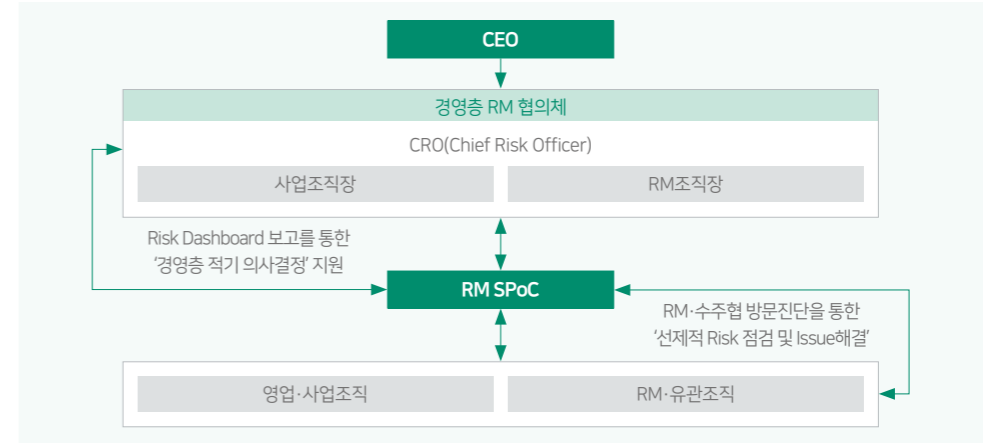 CEO
경영층 RM 협의체
CRO(Chief Risk Officer)
사업조직장
RM조직장
Risk Dashboard 보고를 통한
‘경영층 적기 의사결정’ 지원
RM SPoC
RM·수주협 방문진단을 통한
‘선제적 Risk 점검 및 Issue해결’
영업·사업조직
RM·유관조직